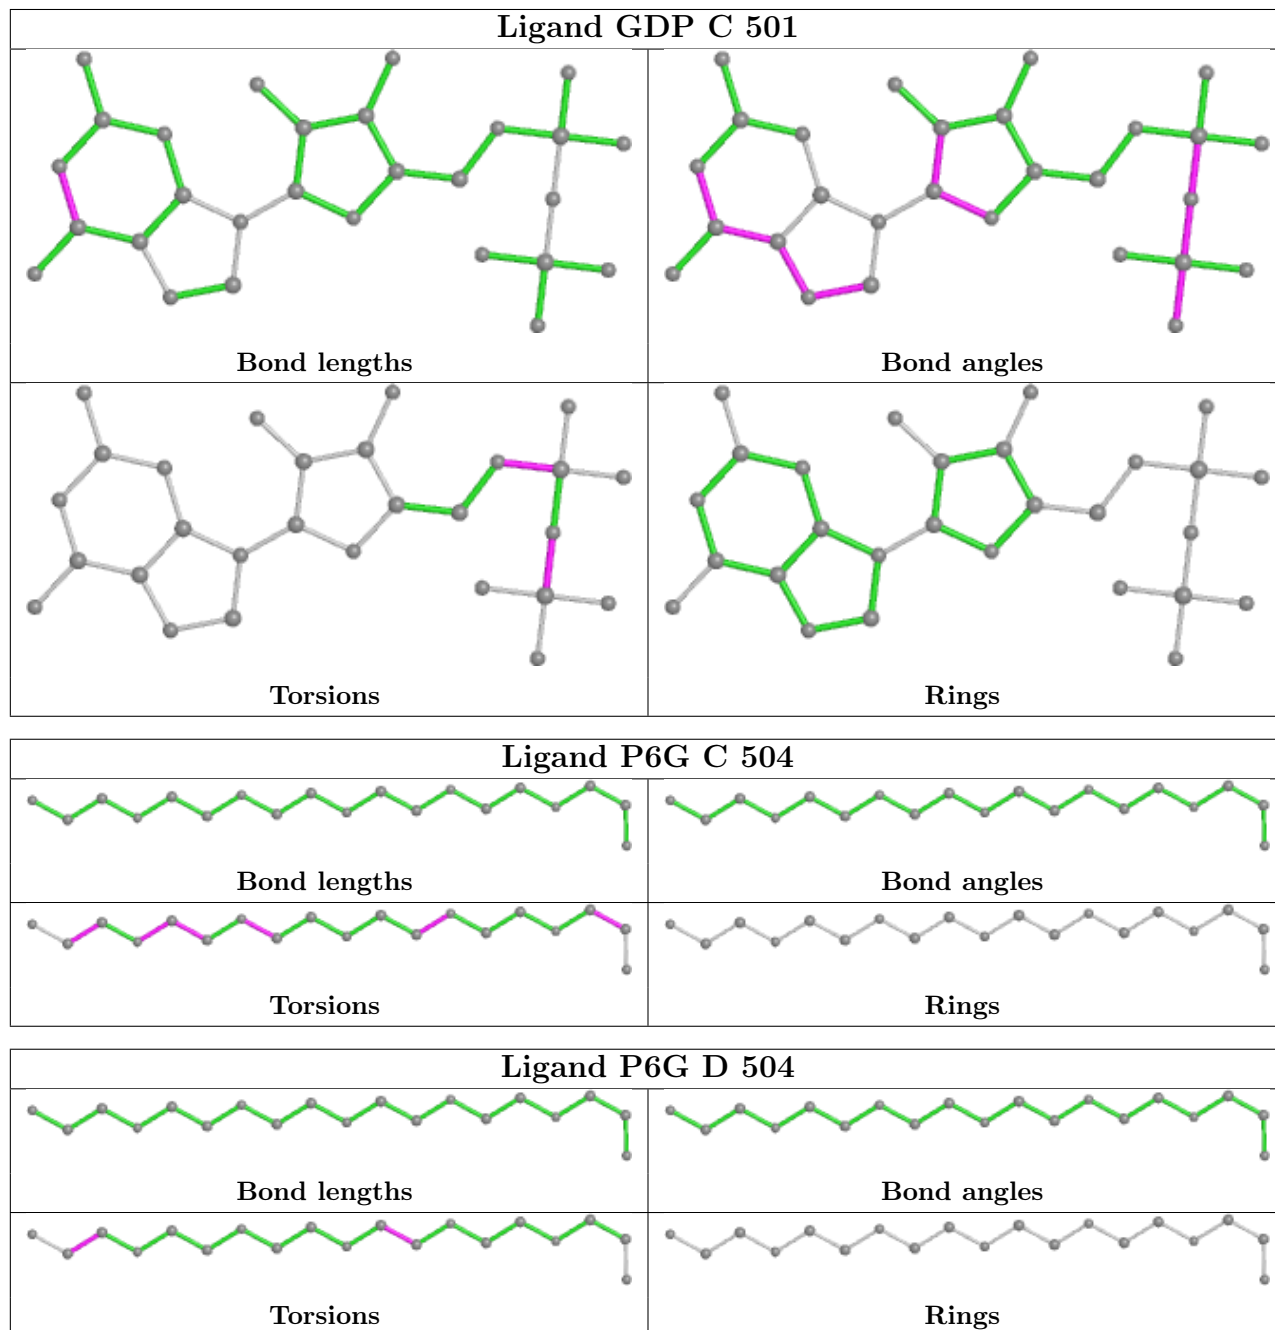 Ligand GDP C 501
Bond lengths
Bond angles
Torsions
Rings
Ligand P6G C 504
Bond lengths
Bond angles
Torsions
Rings
Ligand P6G D 504
Bond lengths
Bond angles
Torsions
Rings